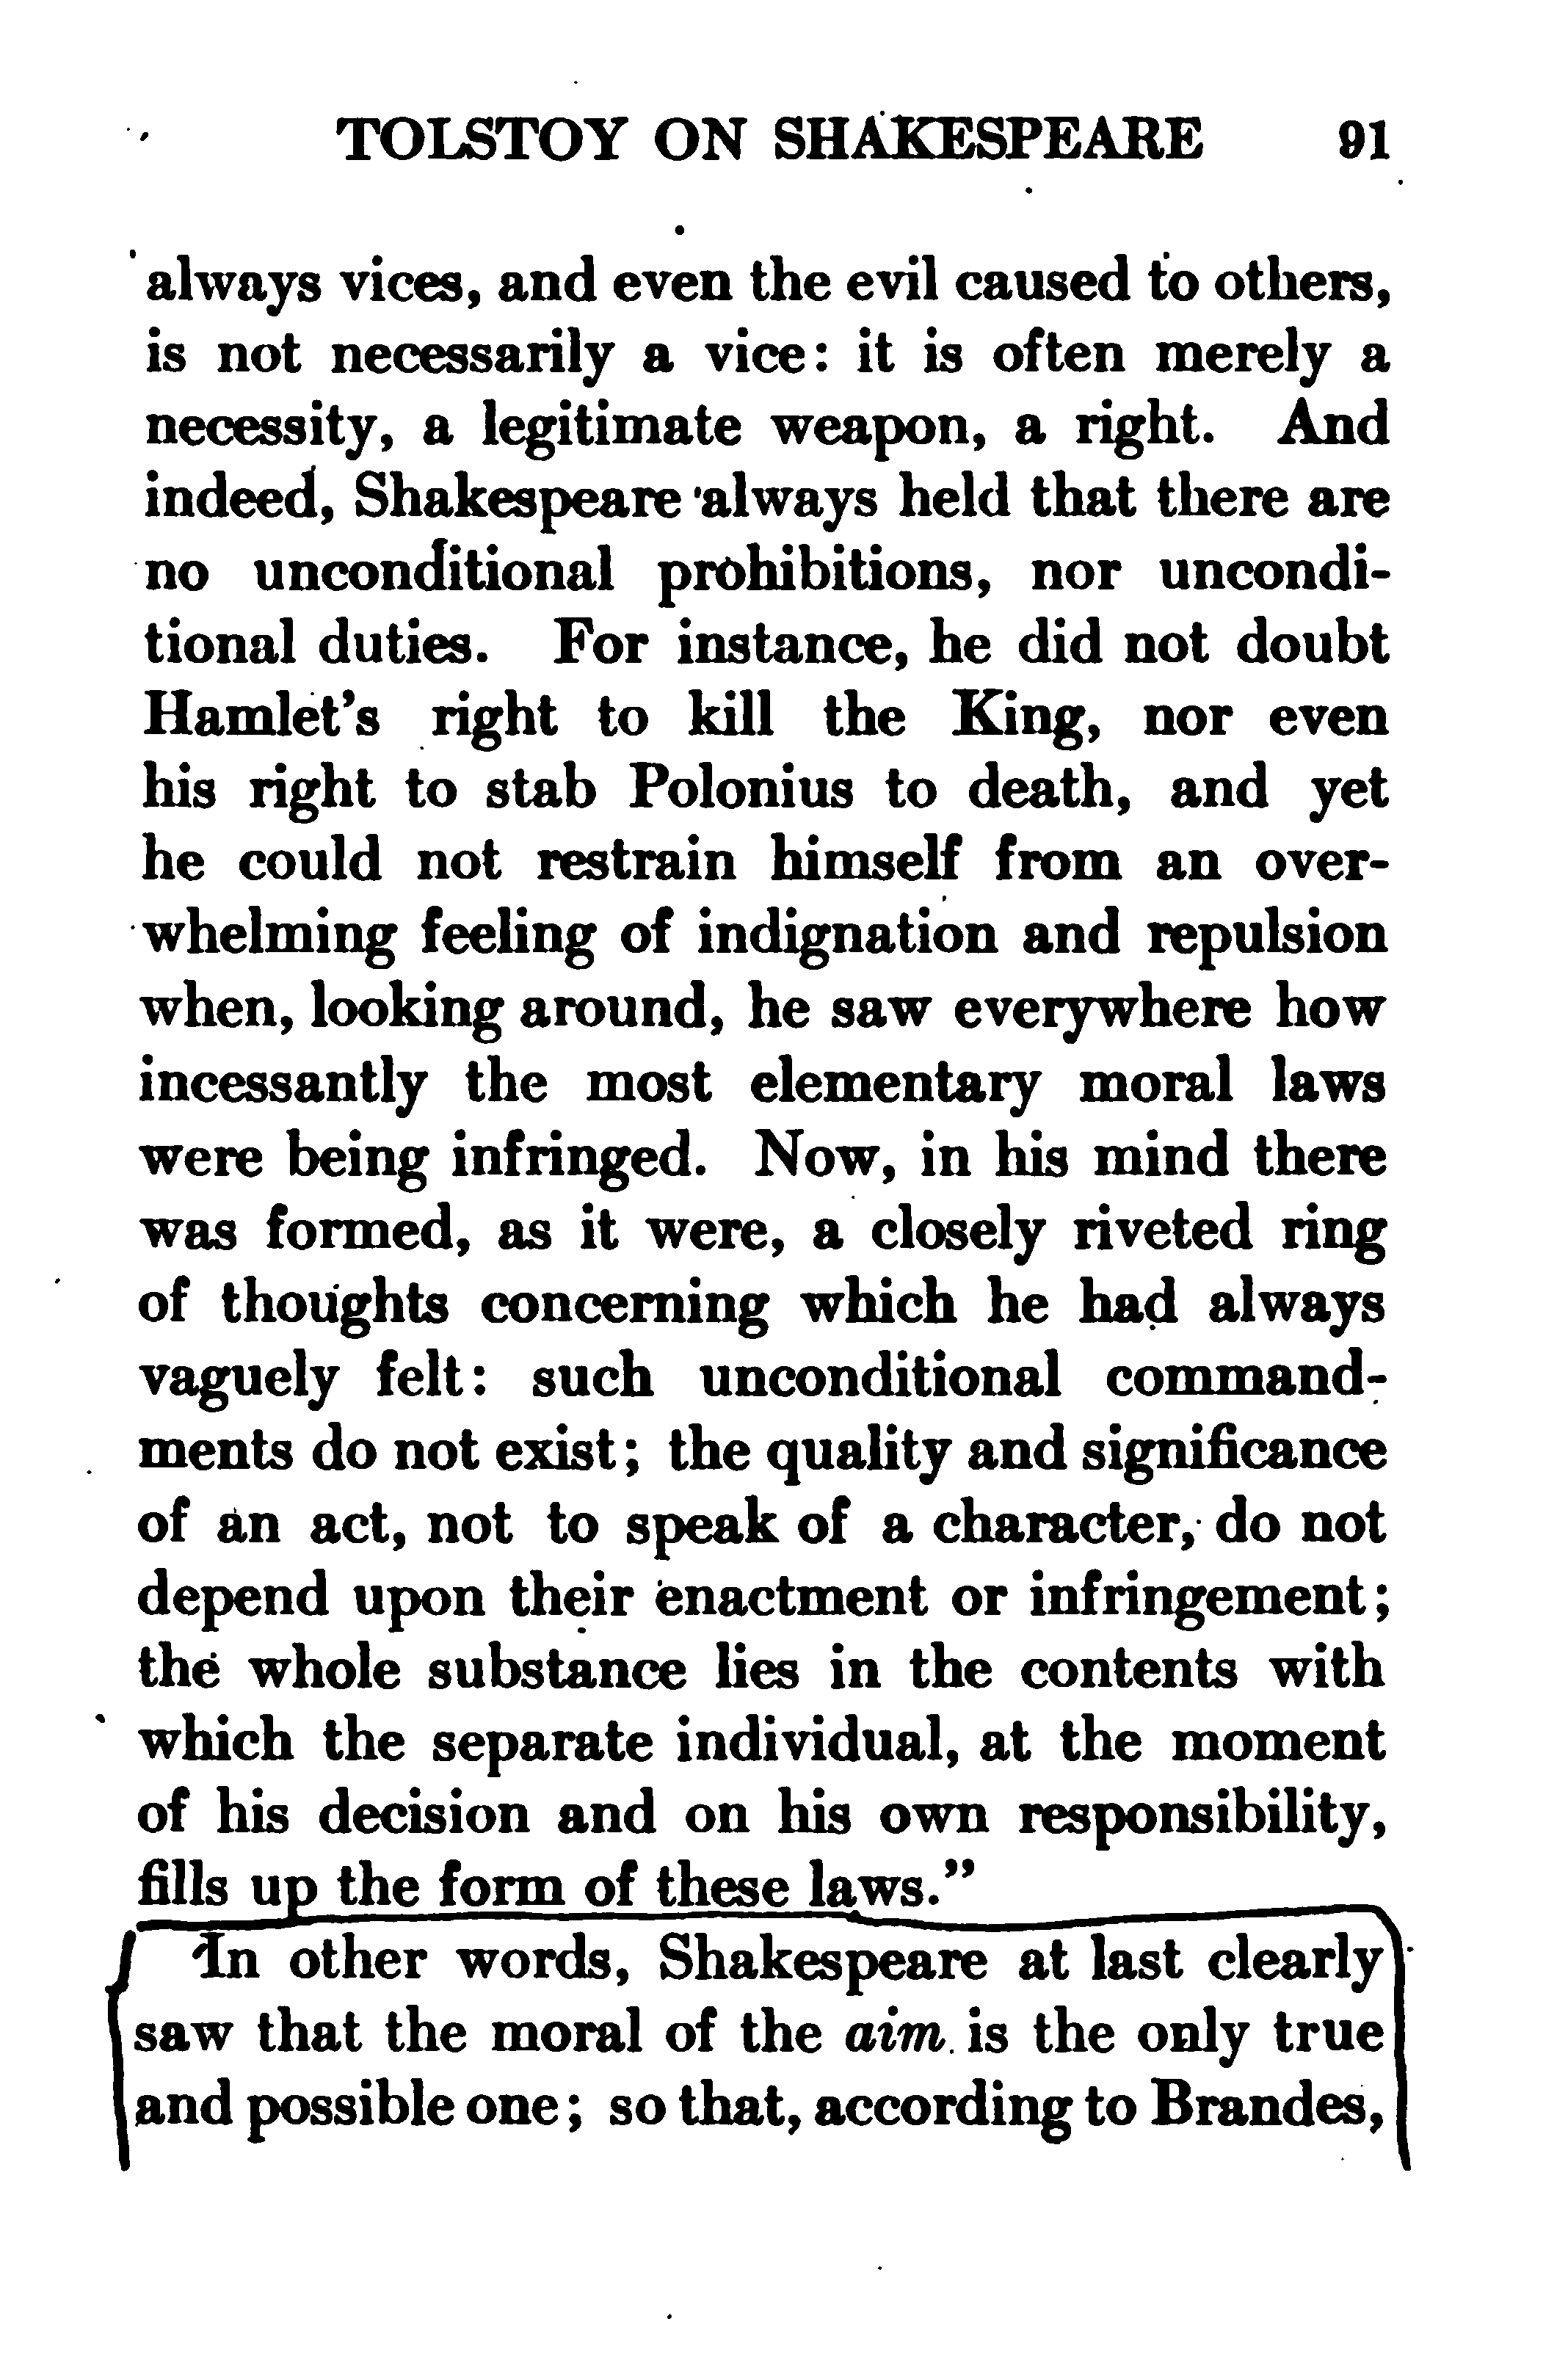 TOLSTOY ON SHAKESPEARE 91
always vices, and even the evil caused to others,
is not necessarily a vice: it is often merely a
necessity, a legitimate weapon, a right. And
indeed, Shakespeare always held that there are
no unconditional prohibitions, nor uncondi-
tional duties. For instance, he did not doubt
Hamlet's right to kill the King, nor even
his right to stab Polonius to death, and yet
he could not restrain himself from an over-
whelming feeling of indignation and repulsion
when, looking around, he saw everywhere how
incessantly the most elementary moral laws
were being infringed. Now, in his mind there
was formed, as it were, a closely riveted ring
of thoughts concerning which he had always
vaguely felt: such unconditional command-
ments do not exist; the quality and significance
of an act, not to speak of a character, do not
depend upon their enactment or infringement;
the whole substance lies in the contents with
which the separate individual, at the moment
of his decision and on his own responsibility,
fills up the form of these laws."
In other words, Shakespeare at last clearly
saw that the moral of the aim is the only true
and possible one; so that, according to Brandes,